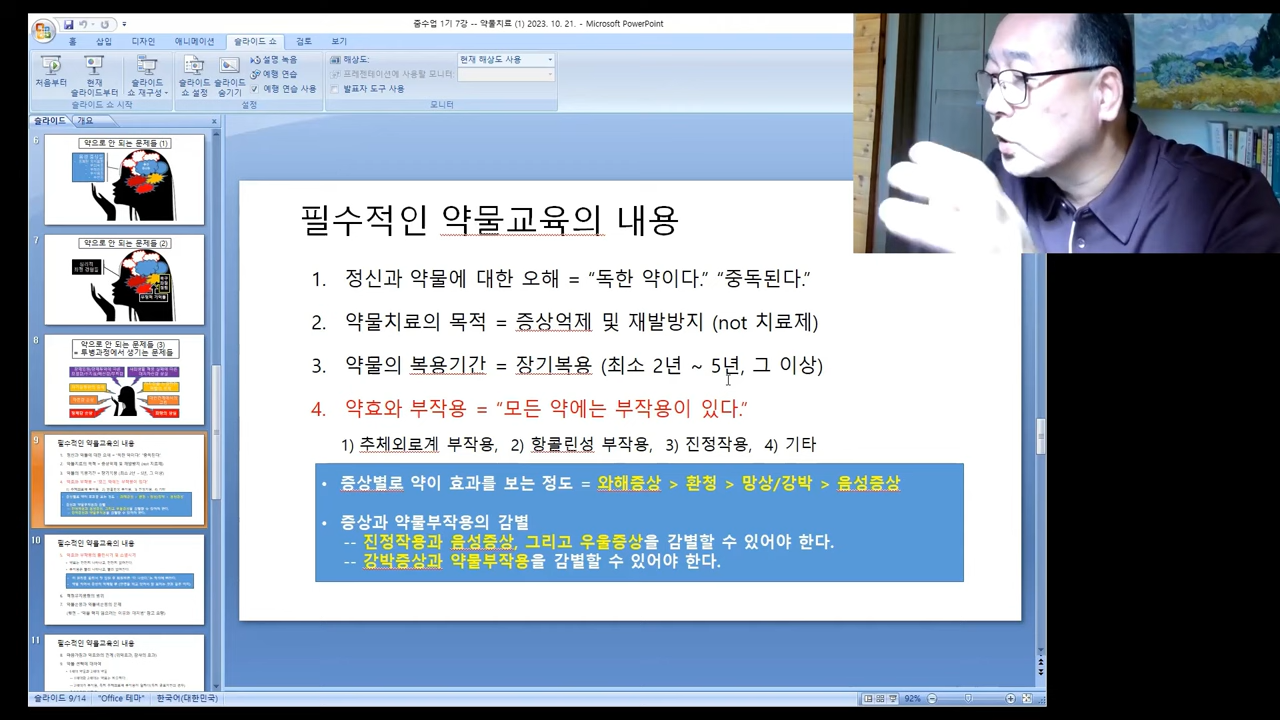 중수업 1기 7강 -- 약물치료 (1) 2023. 10. 21. - Microsoft PowerPoint
홈 삽입 디자인 애니메이션 슬라이드 쇼 검토 보기
처음부터 현재 슬라이드부터 슬라이드 쇼 재구성
슬라이드 쇼 시작
슬라이드 쇼 설정 슬라이드 숨기기
설명 녹음
예행 연습
예행 연습 사용
설정
해상도: 현재 해상도 사용
프레젠테이션에 사용할 모니터:
발표자 도구 사용
모니터
슬라이드 개요
6
약으로 안 되는 문제들 (1)
7
약으로 안 되는 문제들 (2)
8
약으로 안 되는 문제들 (3)
= 투병과정에서 생기는 문제들
9
필수적인 약물교육의 내용
10
필수적인 약물교육의 내용
11
필수적인 약물교육의 내용
필수적인 약물교육의 내용
1. 정신과 약물에 대한 오해 = “독한 약이다.” “중독된다.”
2. 약물치료의 목적 = 증상억제 및 재발방지 (not 치료제)
3. 약물의 복용기간 = 장기복용 (최소 2년 ~ 5년, 그 이상)
4. 약효와 부작용 = “모든 약에는 부작용이 있다.”
1) 추체외로계 부작용, 2) 항콜린성 부작용, 3) 진정작용, 4) 기타
• 증상별로 약이 효과를 보는 정도 = 와해증상 > 환청 > 망상/강박 > 음성증상
• 증상과 약물부작용의 감별
-- 진정작용과 음성증상, 그리고 우울증상을 감별할 수 있어야 한다.
-- 강박증상과 약물부작용을 감별할 수 있어야 한다.
슬라이드 9/14 "Office 테마" 한국어(대한민국) 92%